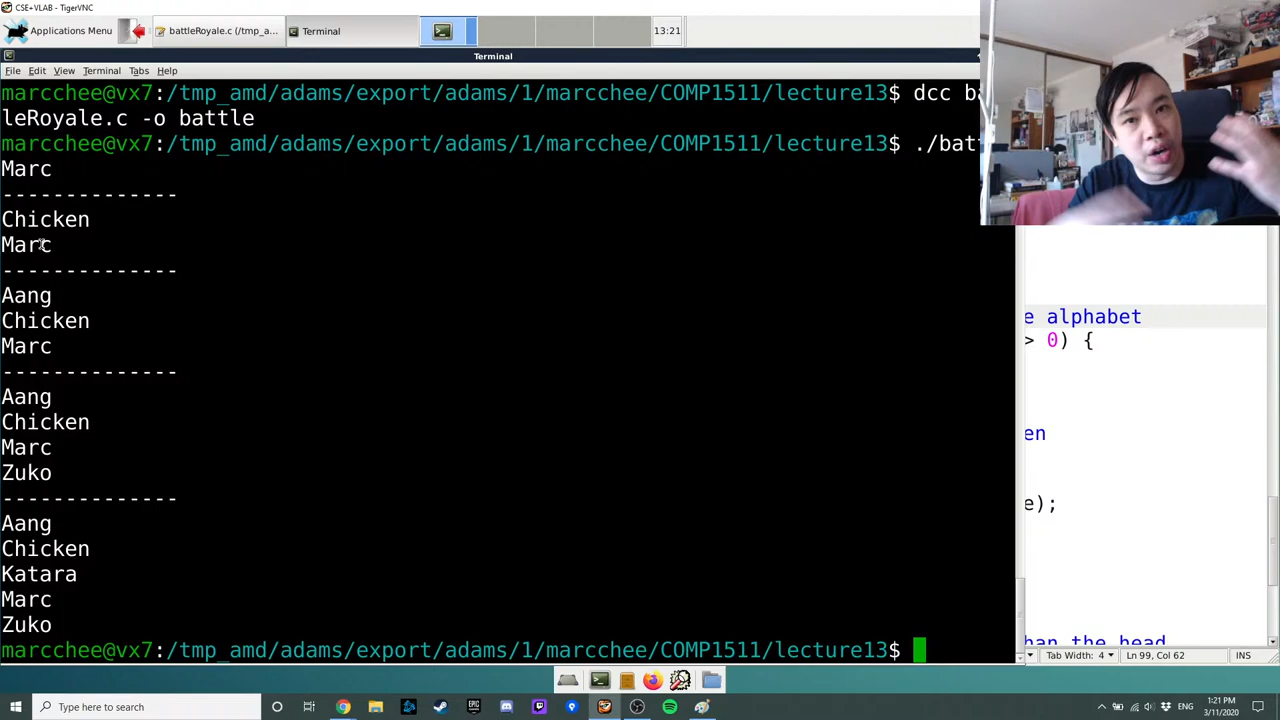 CSE+VLAB - TigerVNC
Applications Menu
battleRoyale.c (/tmp_a...
Terminal
13:21
Terminal
File Edit View Terminal Tabs Help
marcchee@vx7:/tmp_amd/adams/export/adams/1/marcchee/COMP1511/lecture13$ dcc ba
leRoyale.c -o battle
marcchee@vx7:/tmp_amd/adams/export/adams/1/marcchee/COMP1511/lecture13$ ./bat
Marc
--------------
Chicken
Marc
--------------
Aang
Chicken
Marc
--------------
Aang
Chicken
Marc
Zuko
--------------
Aang
Chicken
Katara
Marc
Zuko
marcchee@vx7:/tmp_amd/adams/export/adams/1/marcchee/COMP1511/lecture13$
e alphabet
> 0) {
en
e);
han the head
Tab Width: 4
Ln 99, Col 62
INS
Type here to search
ENG
1:21 PM
3/11/2020